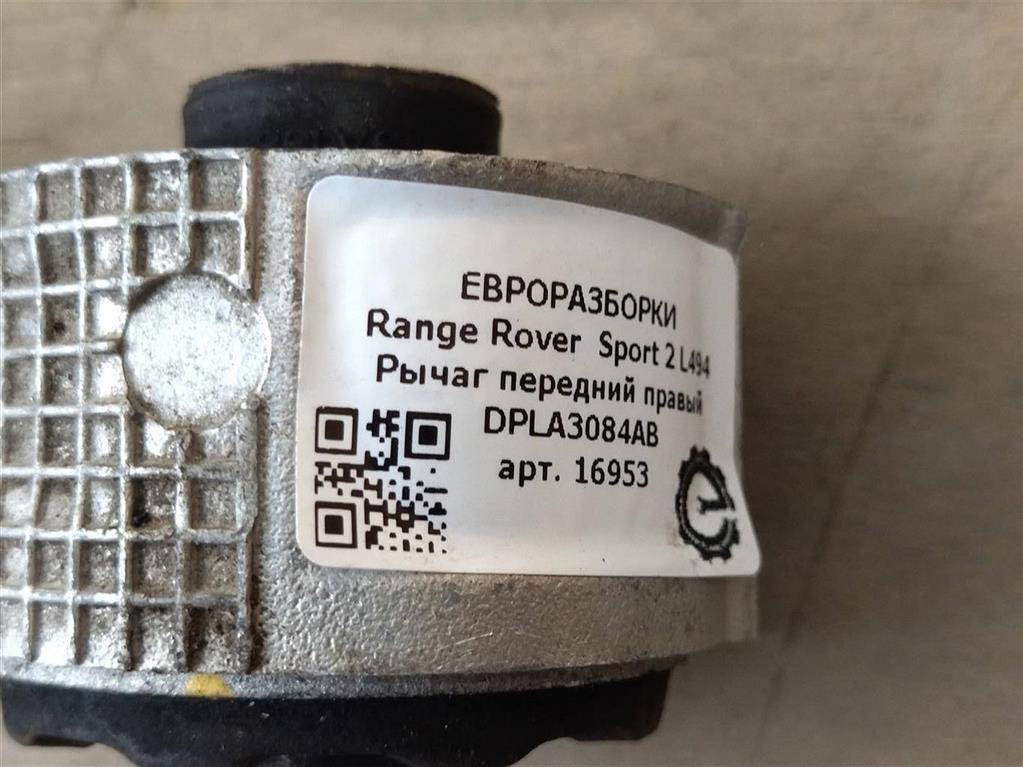 ЕВРОРАЗБОРКИ
Range Rover Sport 2 L494
Рычаг передний правый
DPLA3084AB
арт. 16953